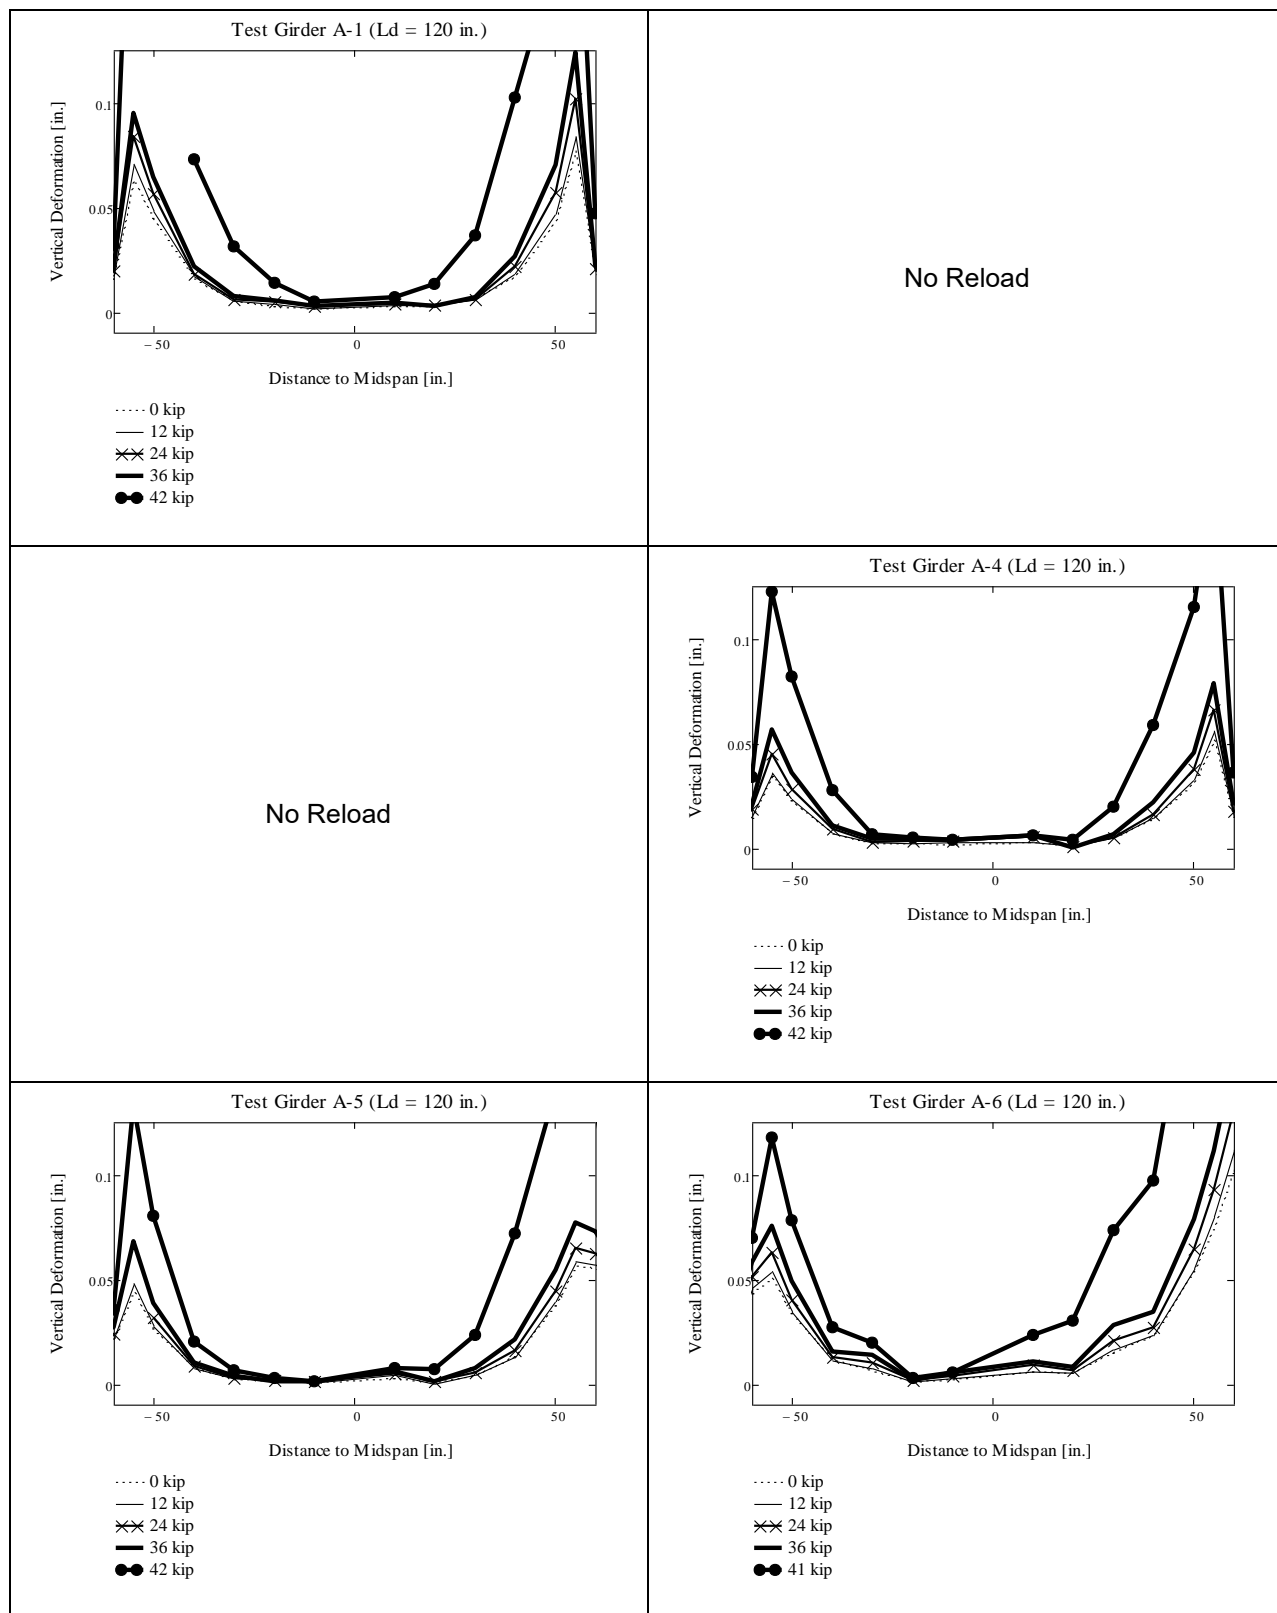 Test Girder A-1 (Ld = 120 in.)
Vertical Deformation [in.]
0.1
0.05
0
– 50
0
50
Distance to Midspan [in.]
0 kip
12 kip
24 kip
36 kip
42 kip
No Reload
No Reload
Test Girder A-4 (Ld = 120 in.)
Vertical Deformation [in.]
0.1
0.05
0
– 50
0
50
Distance to Midspan [in.]
0 kip
12 kip
24 kip
36 kip
42 kip
Test Girder A-5 (Ld = 120 in.)
Vertical Deformation [in.]
0.1
0.05
0
– 50
0
50
Distance to Midspan [in.]
0 kip
12 kip
24 kip
36 kip
42 kip
Test Girder A-6 (Ld = 120 in.)
Vertical Deformation [in.]
0.1
0.05
0
– 50
0
50
Distance to Midspan [in.]
0 kip
12 kip
24 kip
36 kip
41 kip